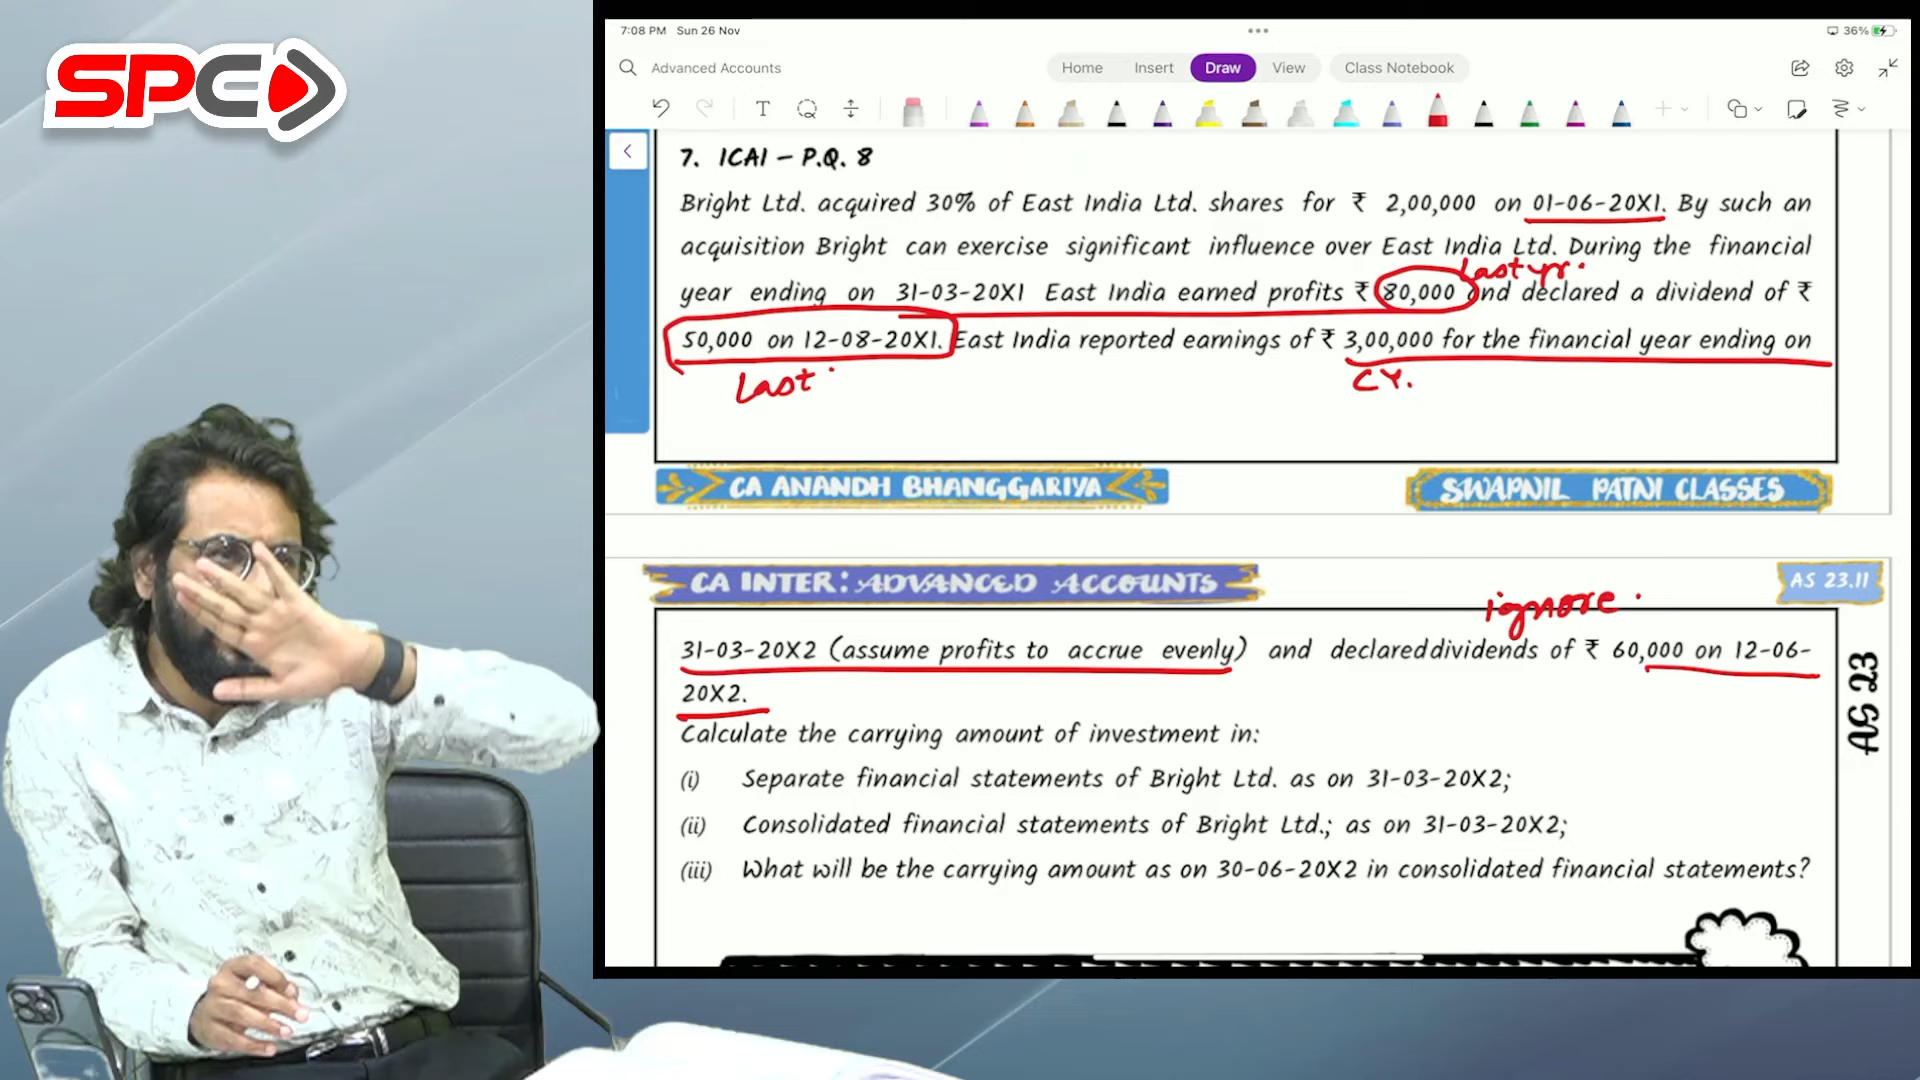 SPC
7:08 PM Sun 26 Nov
36%
Advanced Accounts
Home Insert Draw View Class Notebook
T
7. ICAI – P.Q. 8
Bright Ltd. acquired 30% of East India Ltd. shares for ₹ 2,00,000 on 01-06-20X1. By such an
acquisition Bright can exercise significant influence over East India Ltd. During the financial
Last yr.
year ending on 31-03-20X1 East India earned profits ₹ 80,000 and declared a dividend of ₹
50,000 on 12-08-20X1. East India reported earnings of ₹ 3,00,000 for the financial year ending on
Last
CY.
CA ANANDH BHANGGARIYA
SWAPNIL PATNI CLASSES
CA INTER: ADVANCED ACCOUNTS
AS 23.11
ignore
31-03-20X2 (assume profits to accrue evenly) and declared dividends of ₹ 60,000 on 12-06-
20X2.
AS 23
Calculate the carrying amount of investment in:
(i) Separate financial statements of Bright Ltd. as on 31-03-20X2;
(ii) Consolidated financial statements of Bright Ltd.; as on 31-03-20X2;
(iii) What will be the carrying amount as on 30-06-20X2 in consolidated financial statements?